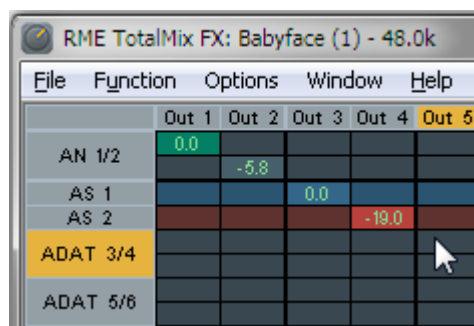 RME TotalMix FX: Babyface (1) - 48.0k
File Function Options Window Help
Out 1 Out 2 Out 3 Out 4 Out 5
AN 1/2 0.0
-5.8
AS 1 0.0
AS 2 -19.0
ADAT 3/4
ADAT 5/6